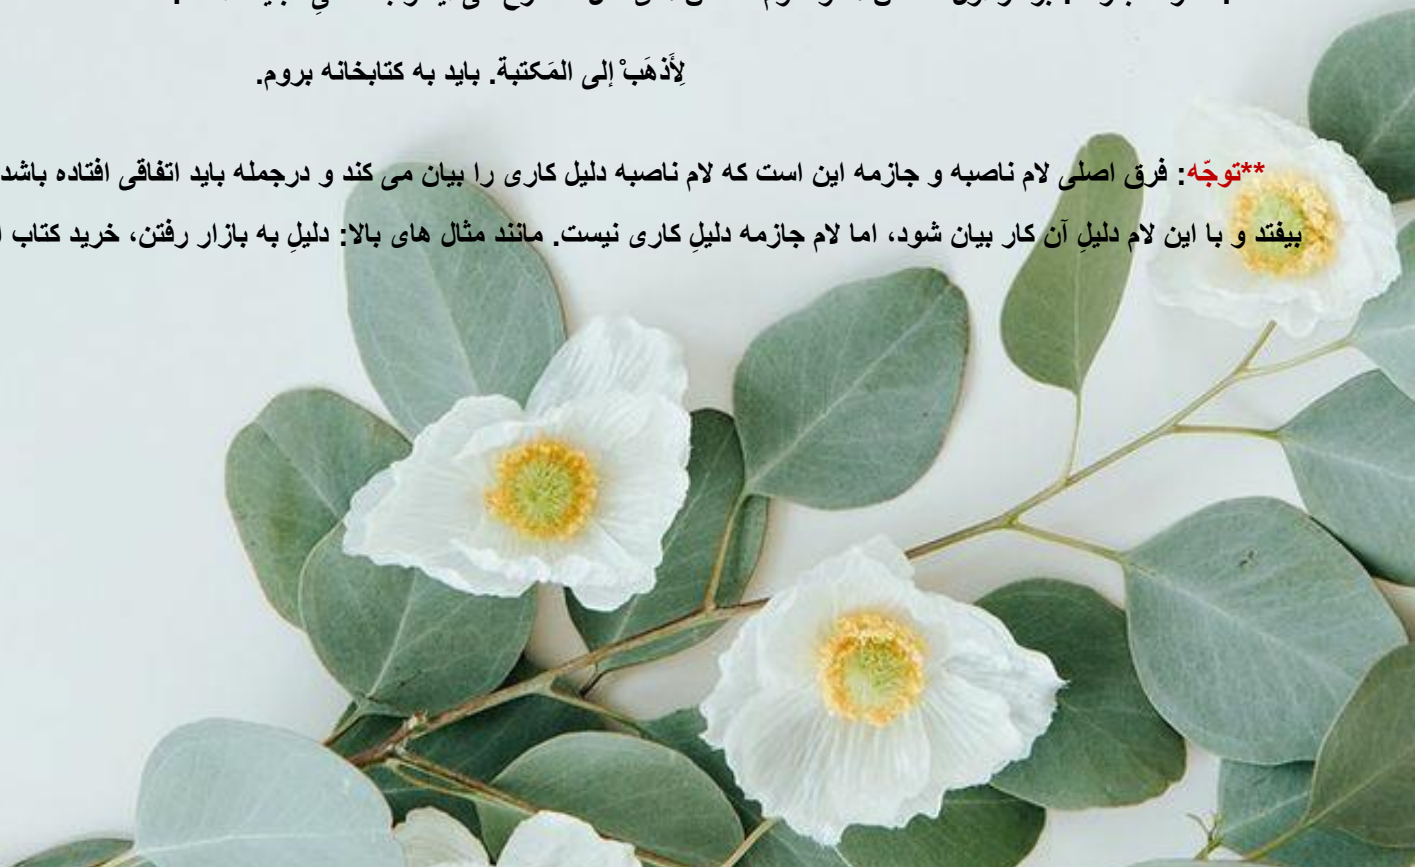 لِأَذهَبْ إلی المَکتبة. باید به کتابخانه بروم.
**توجّه: فرق اصلی لام ناصبه و جازمه این است که لام ناصبه دلیل کاری را بیان می کند و درجمله باید اتفاقی افتاده باشد
بیفتد و با این لام دلیلِ آن کار بیان شود، اما لام جازمه دلیلِ کاری نیست. مانند مثال های بالا: دلیلِ به بازار رفتن، خرید کتاب